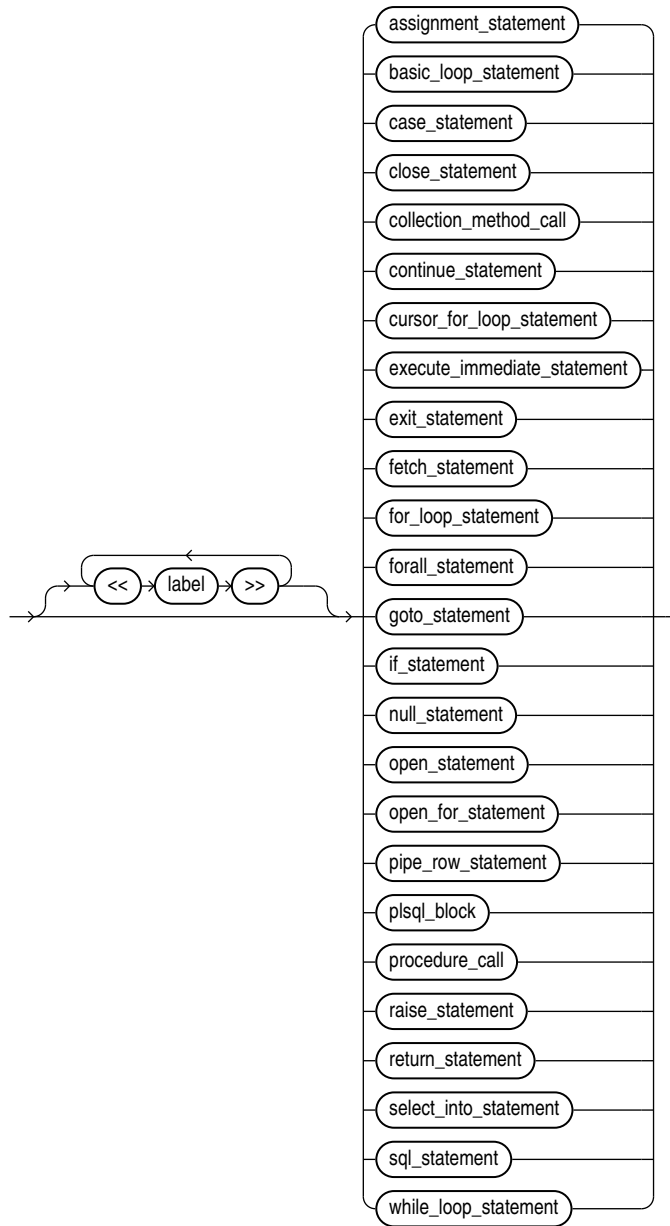 assignment_statement
basic_loop_statement
case_statement
close_statement
collection_method_call
continue_statement
cursor_for_loop_statement
execute_immediate_statement
exit_statement
fetch_statement
for_loop_statement
forall_statement
<< label >>
goto_statement
if_statement
null_statement
open_statement
open_for_statement
pipe_row_statement
plsql_block
procedure_call
raise_statement
return_statement
select_into_statement
sql_statement
while_loop_statement